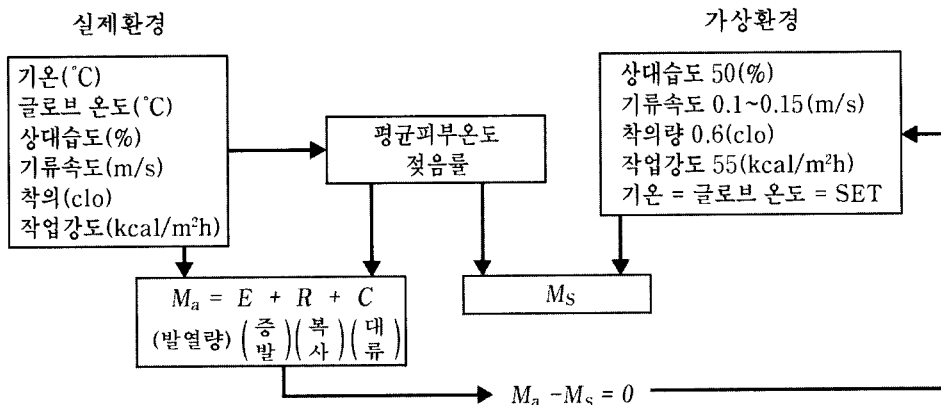 실제환경
기온(℃)
글로브 온도(℃)
상대습도(%)
기류속도(m/s)
착의(clo)
작업강도(kcal/m²h)
평균피부온도
젖음률
가상환경
상대습도 50(%)
기류속도 0.1~0.15(m/s)
착의량 0.6(clo)
작업강도 55(kcal/m²h)
기온 = 글로브 온도 = SET
Ma = E + R + C
(발열량) (증발)(복사)(대류)
MS
Ma -MS = 0